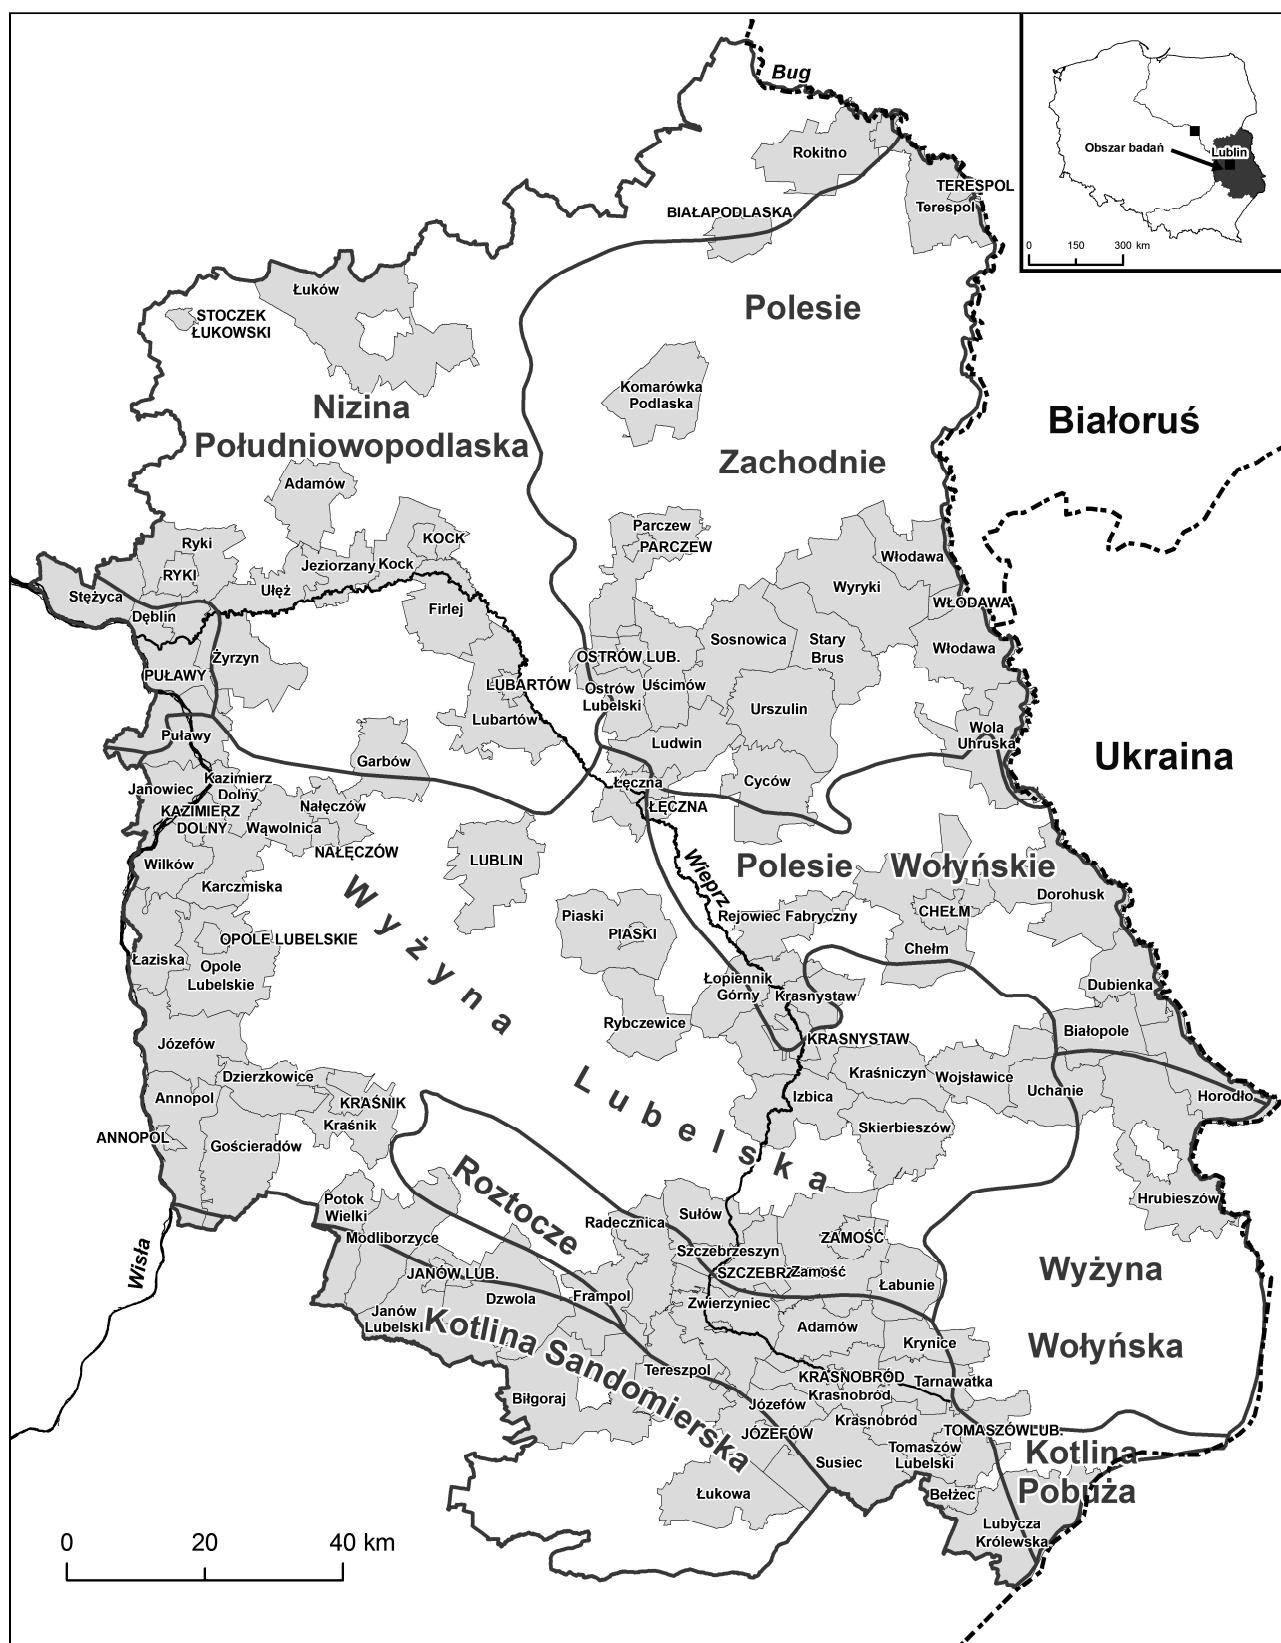 Bug
Rokitno
TERESPOL
Terespol
BIAŁAPODLASKA
Obszar badań
Lublin
0 150 300 km
Łuków
STOCZEK
ŁUKOWSKI
Polesie
Komarówka
Podlaska
Nizina
Południowopodlaska
Zachodnie
Białoruś
Adamów
Ryki
RYKI
Stężyca
Dęblin
Ułęż
Jeziorzany
Kock
KOCK
Firlej
Parczew
PARCZEW
Włodawa
Wyryki
WŁODAWA
Włodawa
Sosnowica
Stary
Brus
Żyrzyn
PUŁAWY
OSTRÓW LUB.
Ostrów
Lubelski
Uścimów
LUBARTÓW
Lubartów
Urszulin
Wola
Uhruska
Ukraina
Puławy
Garbów
Ludwin
Cyców
Łęczna
ŁĘCZNA
Janowiec
Kazimierz
Dolny
KAZIMIERZ
DOLNY
Nałęczów
Wąwolnica
NAŁĘCZÓW
Wilków
Karczmiska
LUBLIN
Wieprz
Polesie Wołyńskie
Dorohusk
Rejowiec Fabryczny
CHEŁM
Chełm
Piaski
PIASKI
OPOLE LUBELSKIE
Łaziska
Opole
Lubelskie
Wyżyna
Lubelska
Łopiennik
Górny
Krasnystaw
KRASNYSTAW
Dubienka
Białopole
Rybczewice
Józefów
Dzierzkowice
Annopol
KRAŚNIK
Kraśnik
ANNOPOL
Gościeradów
Izbica
Kraśniczyn
Wojsławice
Uchanie
Horodło
Skierbieszów
Hrubieszów
Potok
Wielki
Modliborzyce
Roztocze
Radecznica
Sułów
ZAMOŚĆ
Szczebrzeszyn
SZCZEBRZ
Zamość
Łabunie
JANÓW LUB.
Janów
Lubelski
Dzwola
Frampol
Zwierzyniec
Adamów
Krynice
Wisła
Wyżyna
Wołyńska
Kotlina Sandomierska
Tereszpol
KRASNOBRÓD
Krasnobród
Tarnawatka
Biłgoraj
Józefów
JÓZEFÓW
Krasnobród
TOMASZÓWLUB.
Tomaszów
Lubelski
Susiec
Kotlina
Pobuża
Łukowa
Bełżec
Lubycza
Królewska
0 20 40 km